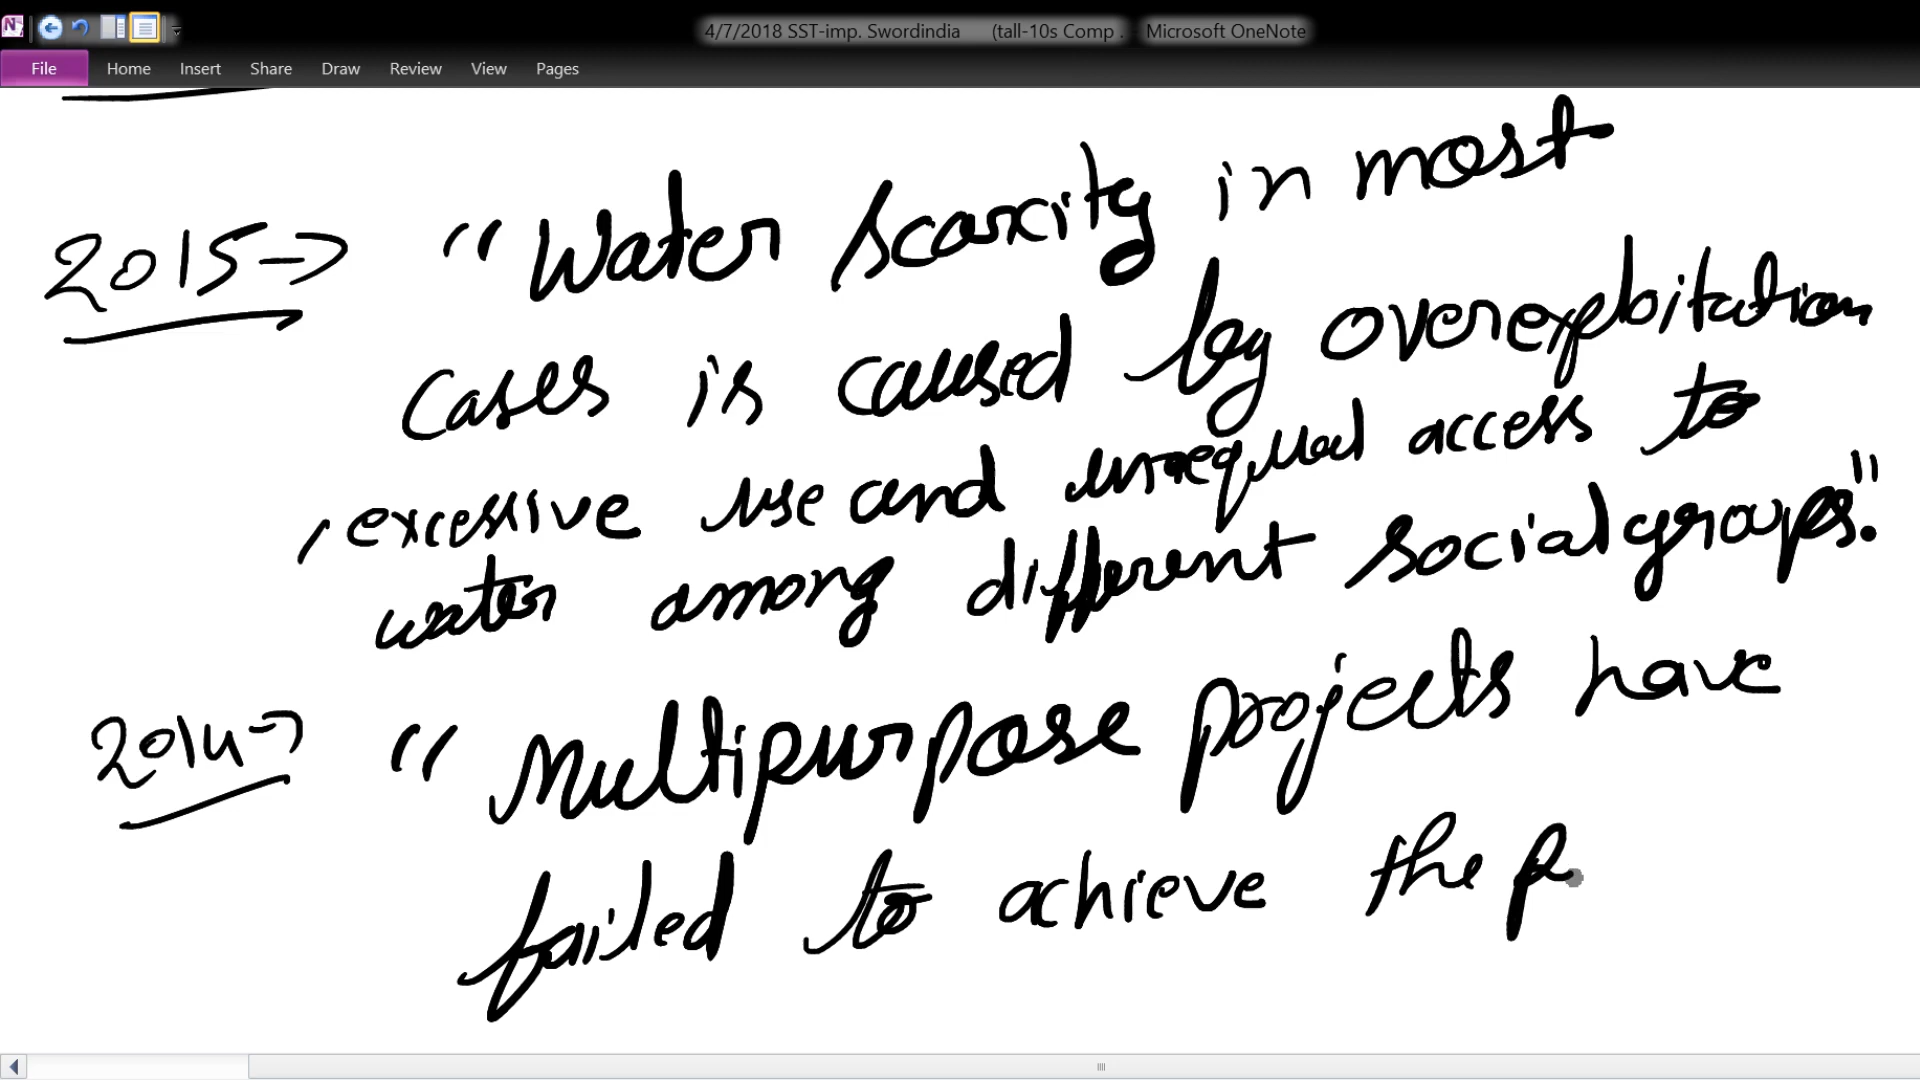 4/7/2018 SST-imp. Swordindia (tall-10s Comp . - Microsoft OneNote
File Home Insert Share Draw Review View Pages
2015→ "Water scarcity in most
cases is caused by overexploitation
, excessive use and unequal access to
water among different social groups."
2014→ "Multipurpose projects have
failed to achieve the p